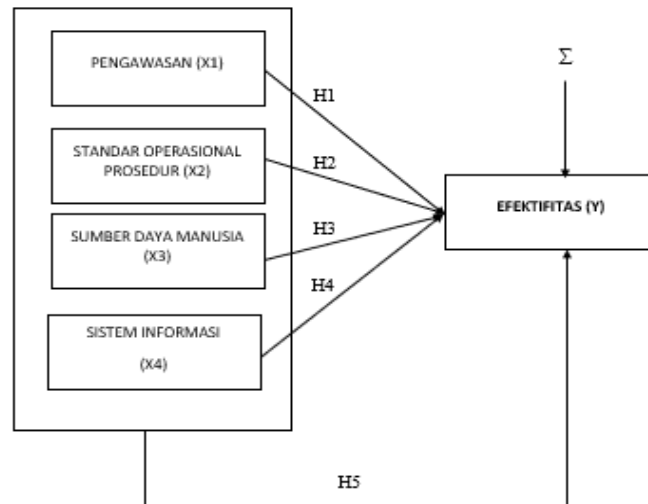 PENGAWASAN (X1)
H1
Σ
STANDAR OPERASIONAL
PROSEDUR (X2)
H2
EFEKTIFITAS (Y)
SUMBER DAYA MANUSIA
(X3)
H3
H4
SISTEM INFORMASI
(X4)
H5